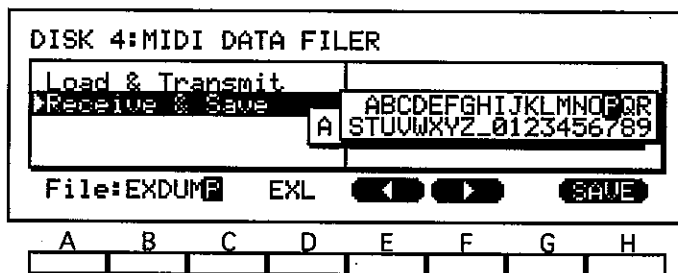 DISK 4:MIDI DATA FILER
Load & Transmit
Receive & Save
ABCDEFGHIJKLMNOPQR
A STUVWXYZ_0123456789
File:EXDUMP EXL SAVE
A B C D E F G H